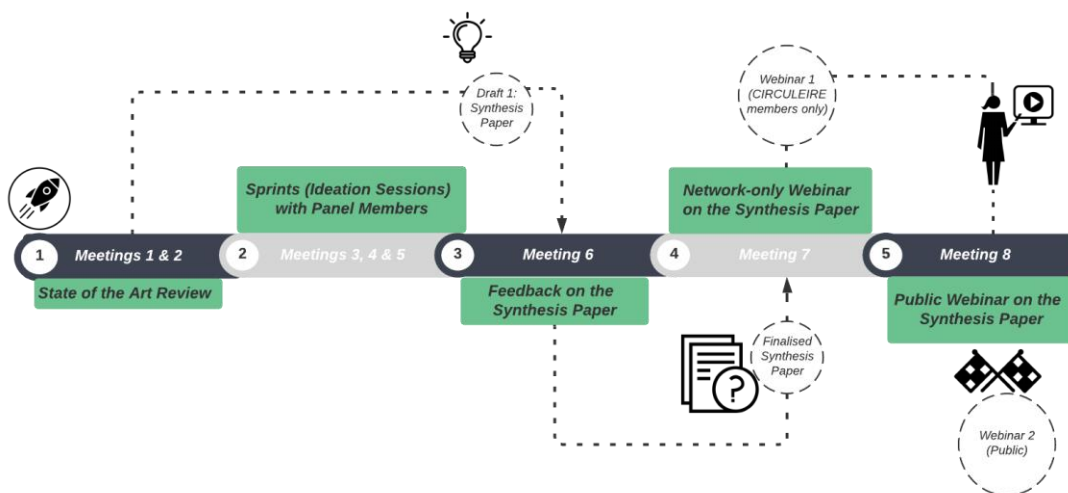 Draft 1:
Synthesis
Paper
Webinar 1
(CIRCULEIRE
members only)
Sprints (Ideation Sessions)
with Panel Members
Network-only Webinar
on the Synthesis Paper
1
Meetings 1 & 2
2
Meetings 3, 4 & 5
3
Meeting 6
4
Meeting 7
5
Meeting 8
State of the Art Review
Feedback on the
Synthesis Paper
Public Webinar on the
Synthesis Paper
Finalised
Synthesis
Paper
?
Webinar 2
(Public)